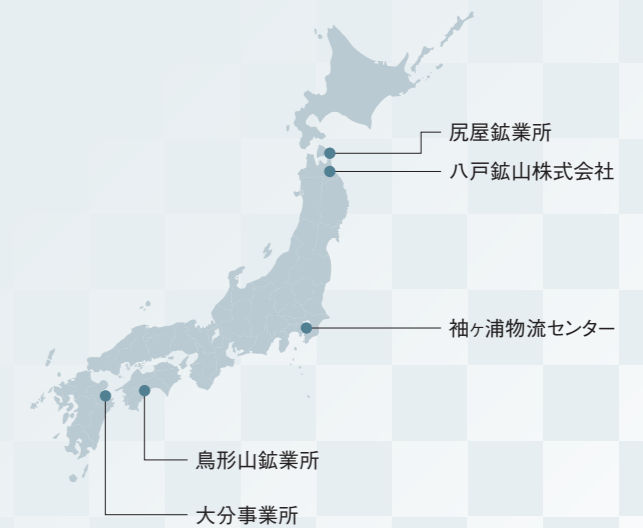 尻屋鉱業所
八戸鉱山株式会社
袖ヶ浦物流センター
鳥形山鉱業所
大分事業所